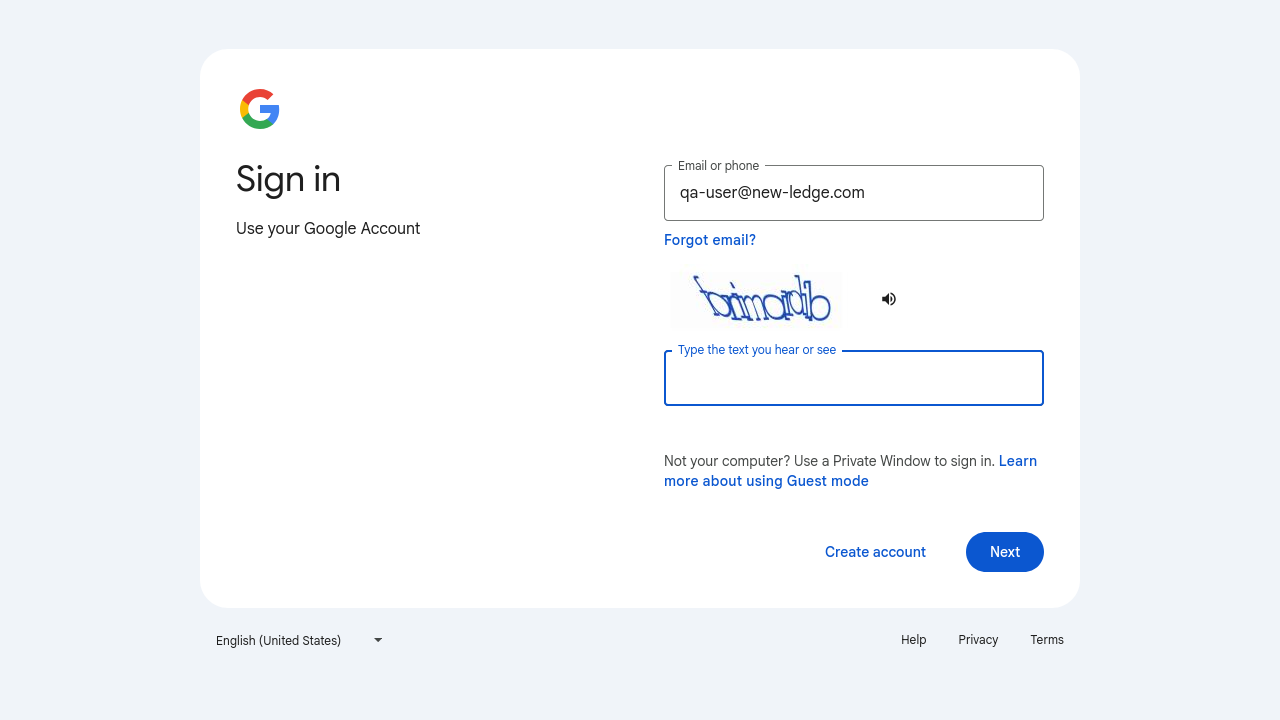 Sign in
Use your Google Account
Email or phone
qa-user@new-ledge.com
Forgot email?
Type the text you hear or see
Not your computer? Use a Private Window to sign in. Learn
more about using Guest mode
Create account
Next
English (United States)
Help
Privacy
Terms